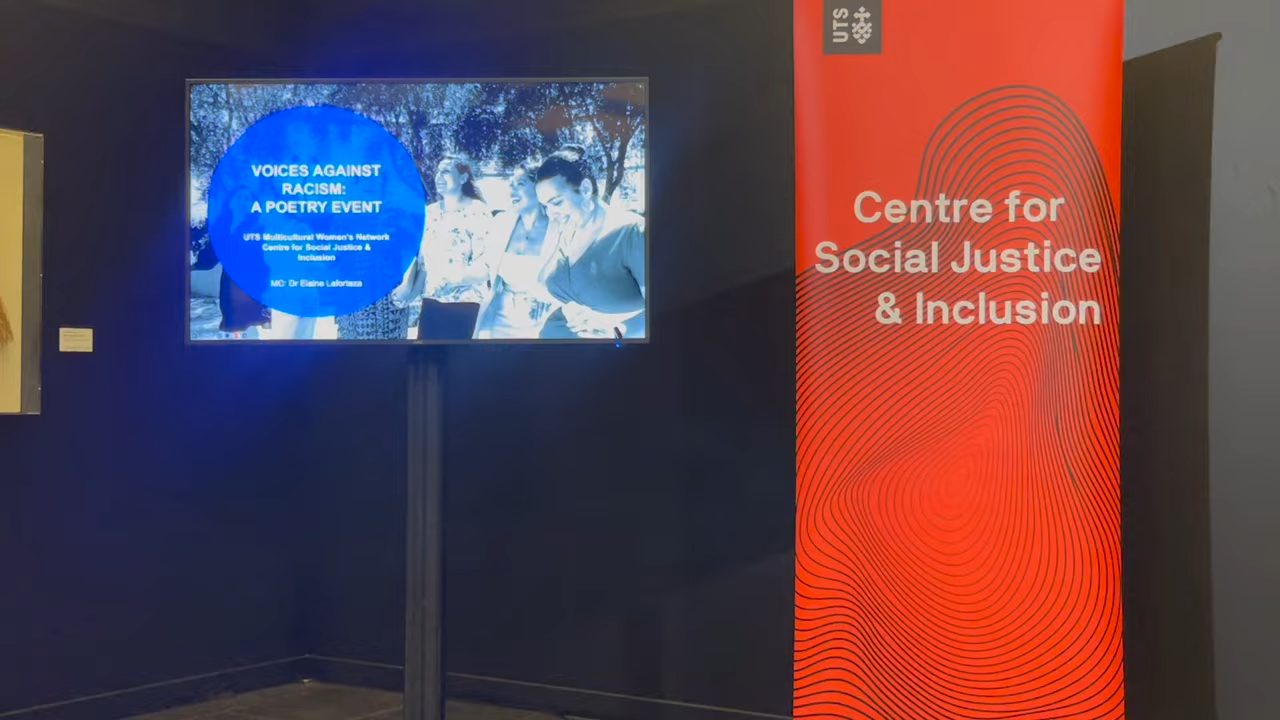 VOICES AGAINST
RACISM:
A POETRY EVENT
UTS Multicultural Women's Network
Centre for Social Justice &
Inclusion
MC: Dr Elaine Laforteza
UTS
Centre for
Social Justice
& Inclusion